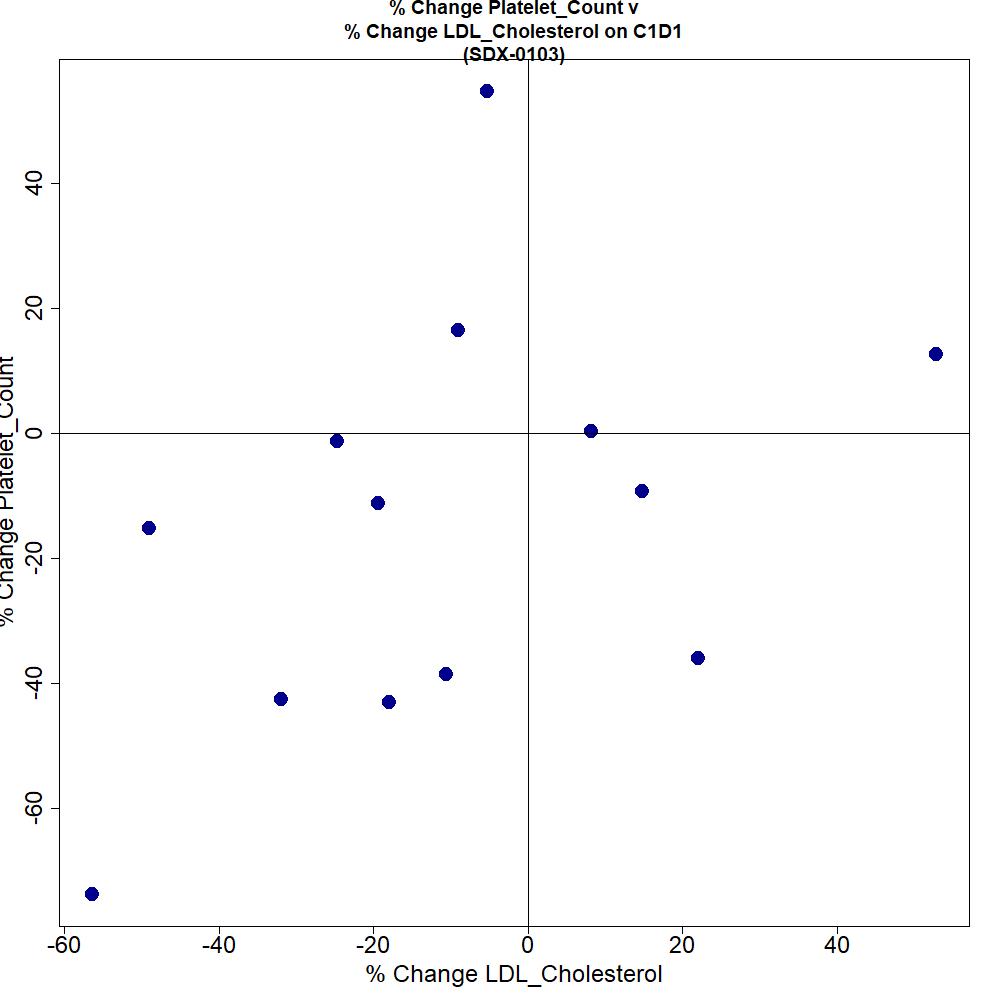 % Change Platelet_Count v
% Change LDL_Cholesterol on C1D1
(SDX-0103)
% Change Platelet_Count
40
20
0
-20
-40
-60
-60
-40
-20
0
20
40
% Change LDL_Cholesterol